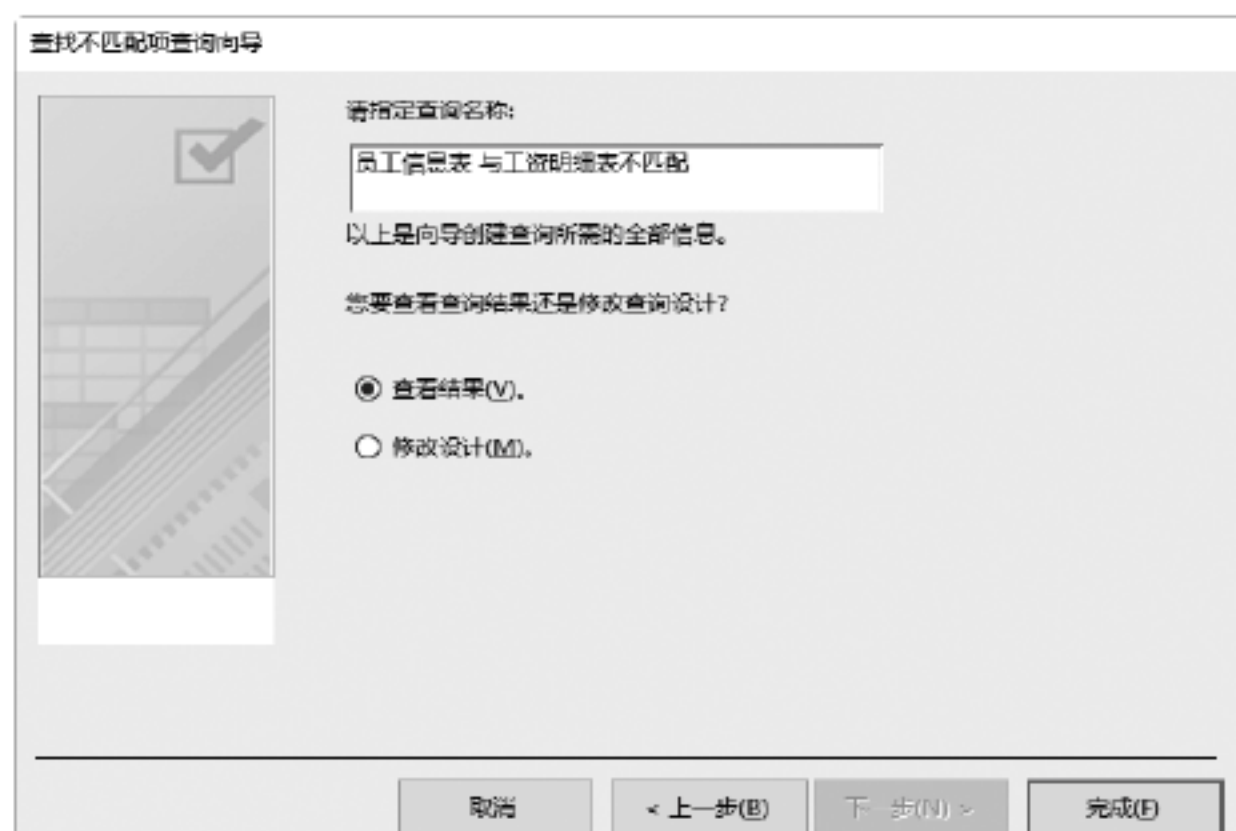 查找不匹配项查询向导
请指定查询名称:
员工信息表 与工资明细表不匹配
以上是向导创建查询所需的全部信息。
您要查看查询结果还是修改查询设计?
查看结果(V)。
修改设计(M)。
取消
< 上一步(B)
下一步(N) >
完成(F)